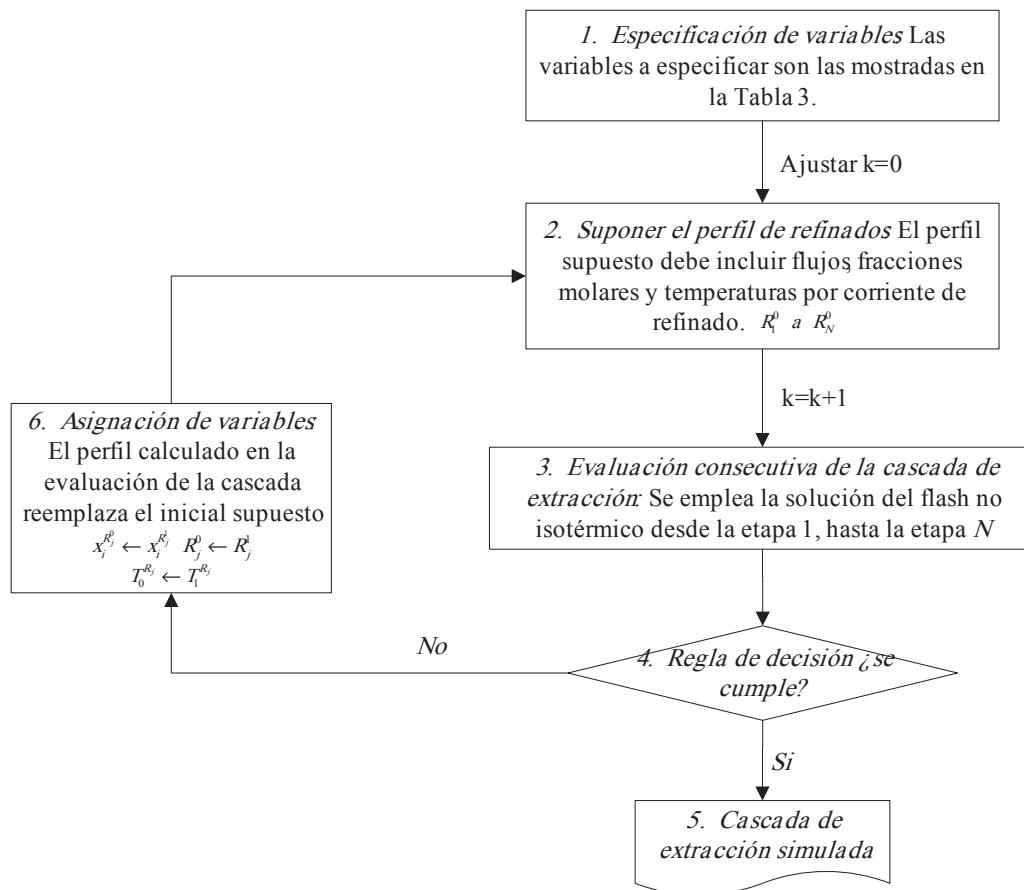 1. Especificación de variables Las
variables a especificar son las mostradas en
la Tabla 3.
Ajustar k=0
2. Suponer el perfil de refinados El perfil
supuesto debe incluir flujos, fracciones
molares y temperaturas por corriente de
refinado. R₁⁰ a R_N⁰
k=k+1
3. Evaluación consecutiva de la cascada de
extracción: Se emplea la solución del flash no
isotérmico desde la etapa 1, hasta la etapa N
4. Regla de decisión ¿se
cumple?
No
Si
5. Cascada de
extracción simulada
6. Asignación de variables
El perfil calculado en la
evaluación de la cascada
reemplaza el inicial supuesto
x_i^{R_j^0} ← x_i^{R_j^1} R_j^0 ← R_j^1
T_0^{R_j} ← T_1^{R_j}